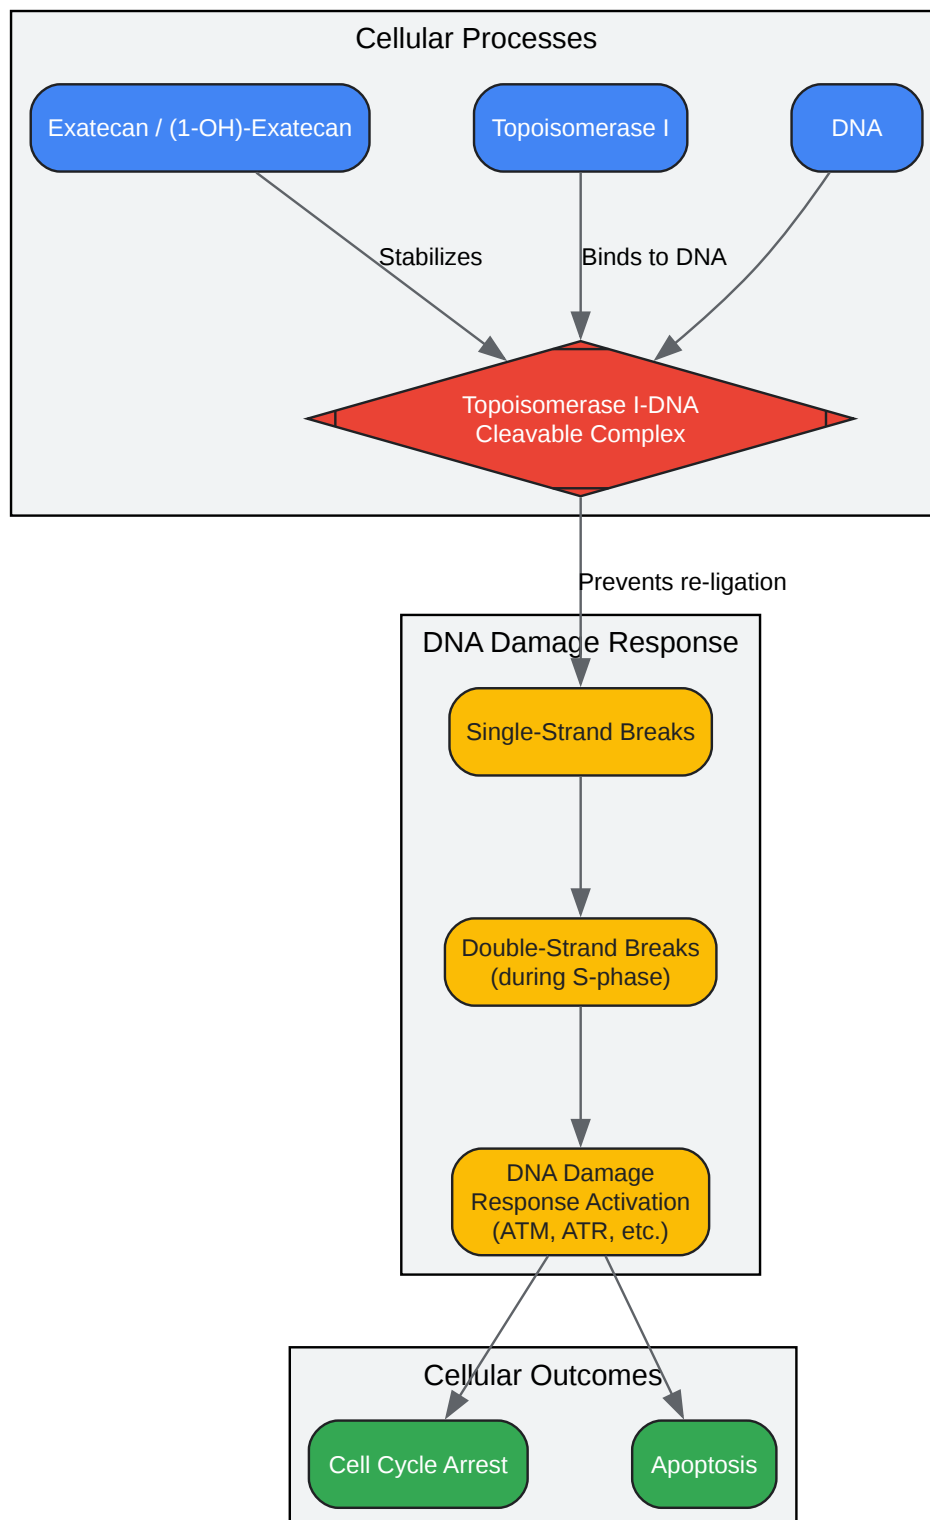 Cellular Processes
Exatecan / (1-OH)-Exatecan
Topoisomerase I
DNA
Stabilizes
Binds to DNA
Topoisomerase I-DNA
Cleavable Complex
Prevents re-ligation
DNA Damage Response
Single-Strand Breaks
Double-Strand Breaks
(during S-phase)
DNA Damage
Response Activation
(ATM, ATR, etc.)
Cellular Outcomes
Cell Cycle Arrest
Apoptosis